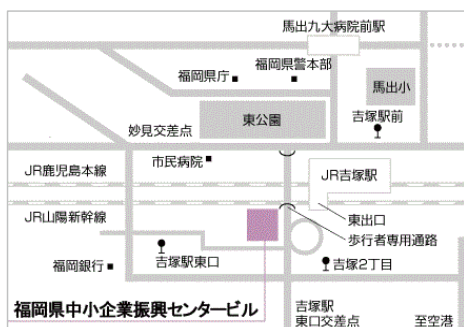 馬出九大病院前駅
福岡県警本部
福岡県庁
馬出小
東公園
吉塚駅前
妙見交差点
市民病院
JR鹿児島本線
JR吉塚駅
JR山陽新幹線
東出口
歩行者専用通路
吉塚駅東口
吉塚2丁目
福岡銀行
福岡県中小企業振興センタービル
吉塚駅
東口交差点
至空港